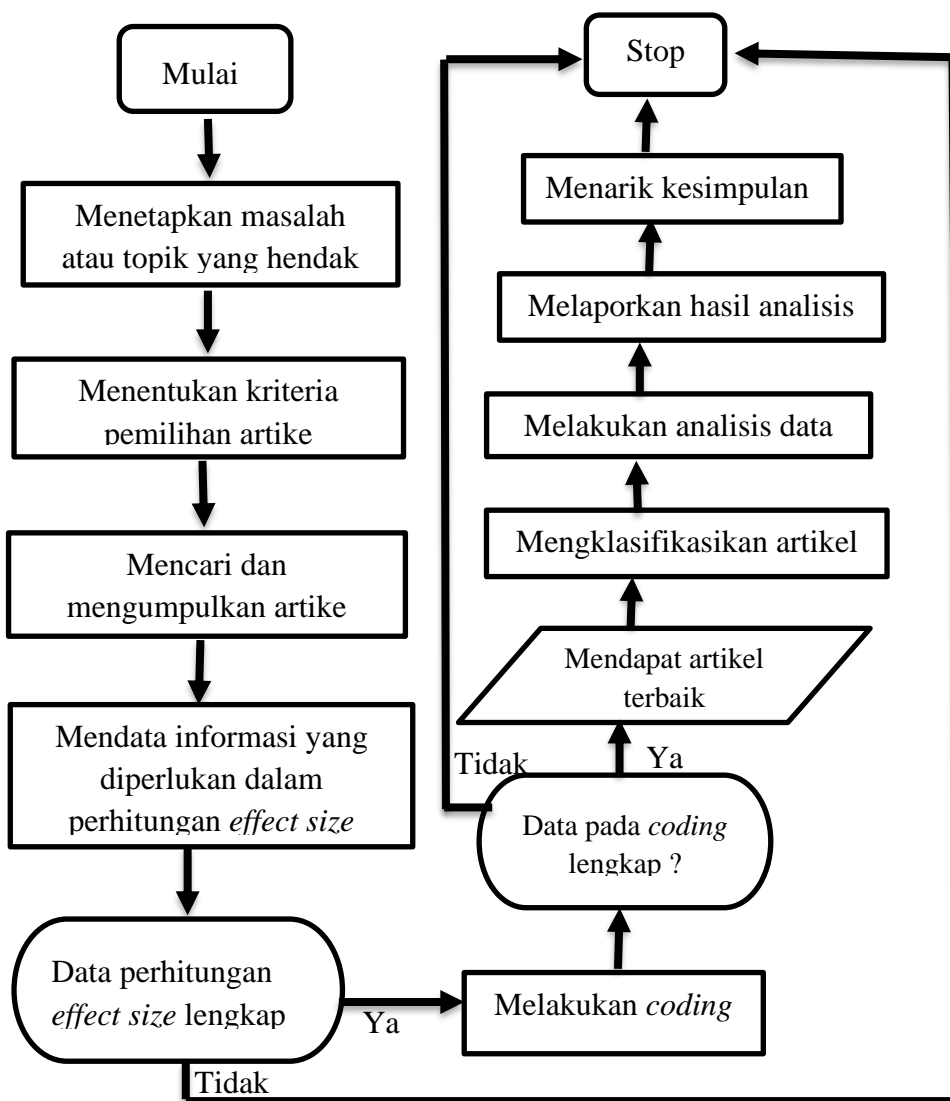 Mulai
Menetapkan masalah
atau topik yang hendak
Menentukan kriteria
pemilihan artike
Mencari dan
mengumpulkan artike
Mendata informasi yang
diperlukan dalam
perhitungan effect size
Data perhitungan
effect size lengkap
Ya
Tidak
Melakukan coding
Data pada coding
lengkap ?
Tidak
Ya
Mendapat artikel
terbaik
Mengklasifikasikan artikel
Melakukan analisis data
Melaporkan hasil analisis
Menarik kesimpulan
Stop